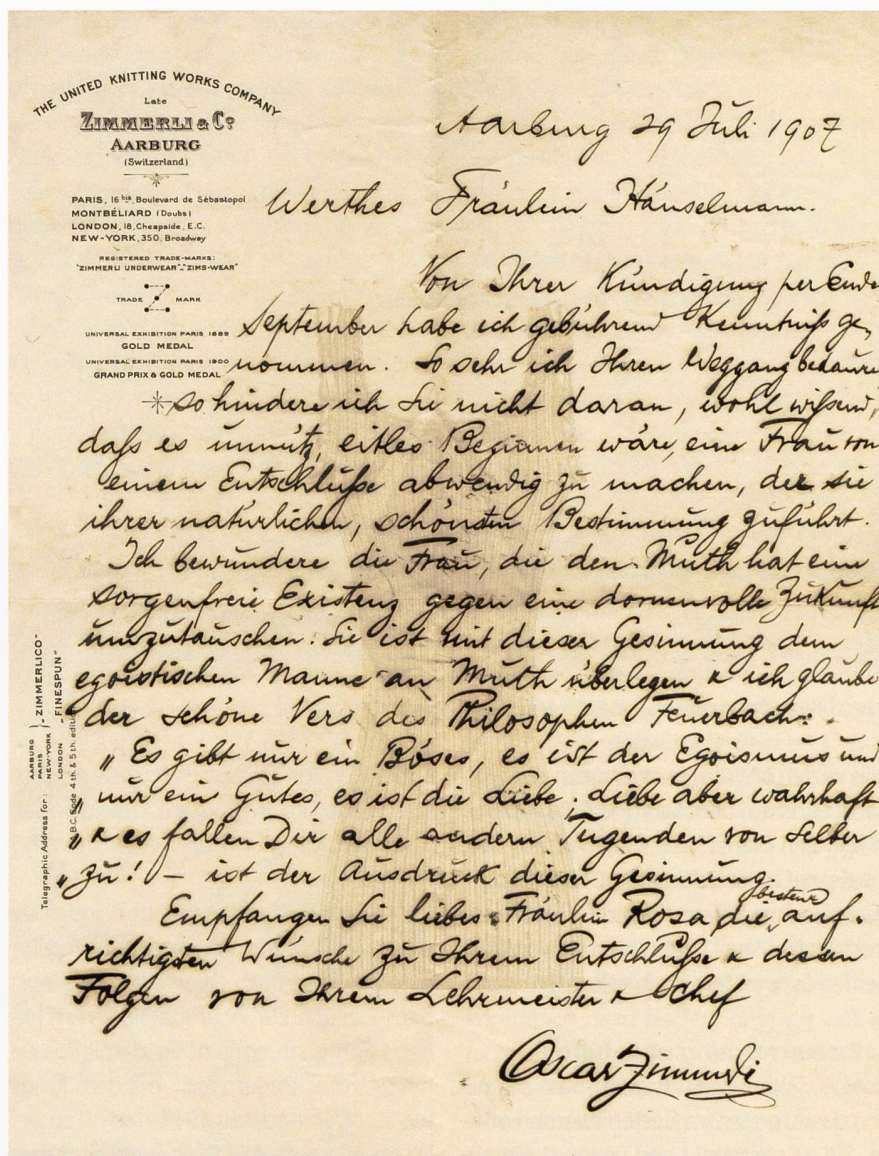 THE UNITED KNITTING WORKS COMPANY
Late
ZIMMERLI & Cº
AARBURG
(Switzerland)
PARIS, 16 bis, Boulevard de Sébastopol
MONTBÉLIARD (Doubs)
LONDON, 18, Cheapside, E.C.
NEW-YORK, 350, Broadway
REGISTERED TRADE-MARKS:
"ZIMMERLI UNDERWEAR"-"ZIMS-WEAR"
TRADE MARK
UNIVERSAL EXHIBITION PARIS 1889
GOLD MEDAL
UNIVERSAL EXHIBITION PARIS 1900
GRAND PRIX & GOLD MEDAL
Telegraphic Address for:
AARBURG
PARIS
NEW-YORK
"ZIMMERLICO"
LONDON "FINESPUN"
A.B.C. Code 4th & 5th edition
Aarburg 29 Juli 1907
Werthes Fräulein Hänselmann.
Von Ihrer Kündigung per Ende
September habe ich gebührend Kenntniß ge-
nommen. So sehr ich Ihren Weggang bedaure
so hindere ich Sie nicht daran, wohl wißend,
daß es unnütz, eitles Beginnen wäre, eine Frau von
einem Entschluße abwendig zu machen, der sie
ihrer natürlichen, schönsten Bestimmung zuführt.
Ich bewundere die Frau, die den Muth hat eine
sorgenfreie Existenz gegen eine dornenvolle Zukunft
umzutauschen. Sie ist mit dieser Gesinnung dem
egoistischen Manne an Muth überlegen & ich glaube
der schöne Vers des Philosophen Feuerbach:
„Es gibt nur ein Böses, es ist der Egoismus und
„nur ein Gutes, es ist die Liebe. Liebe aber wahrhaft
„& es fallen Dir alle andern Tugenden von selber
„zu! – ist der Ausdruck dieser Gesinnung.
Empfangen Sie liebes Fräulein Rosa die besten, auf-
richtigsten Wünsche zu Ihrem Entschluße & dessen
Folgen von Ihrem Lehrmeister & Chef
Oscar Zimmerli